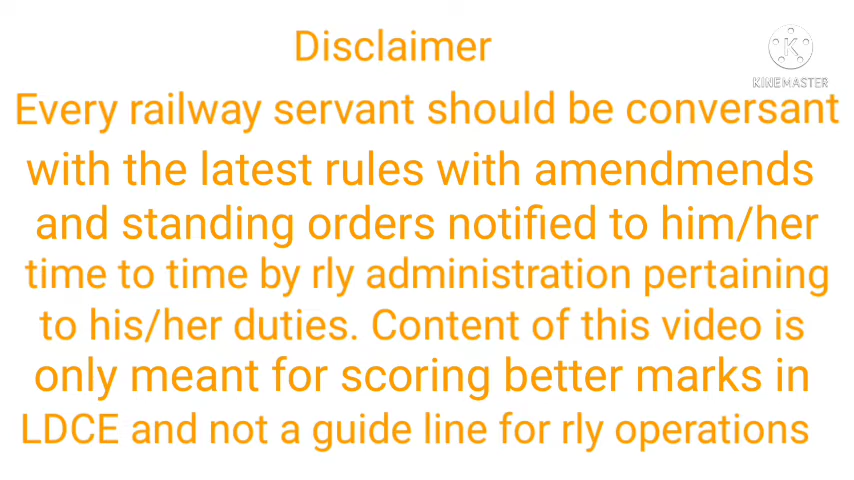 Disclaimer
K
KINEMASTER
Every railway servant should be conversant
with the latest rules with amendmends
and standing orders notified to him/her
time to time by rly administration pertaining
to his/her duties. Content of this video is
only meant for scoring better marks in
LDCE and not a guide line for rly operations